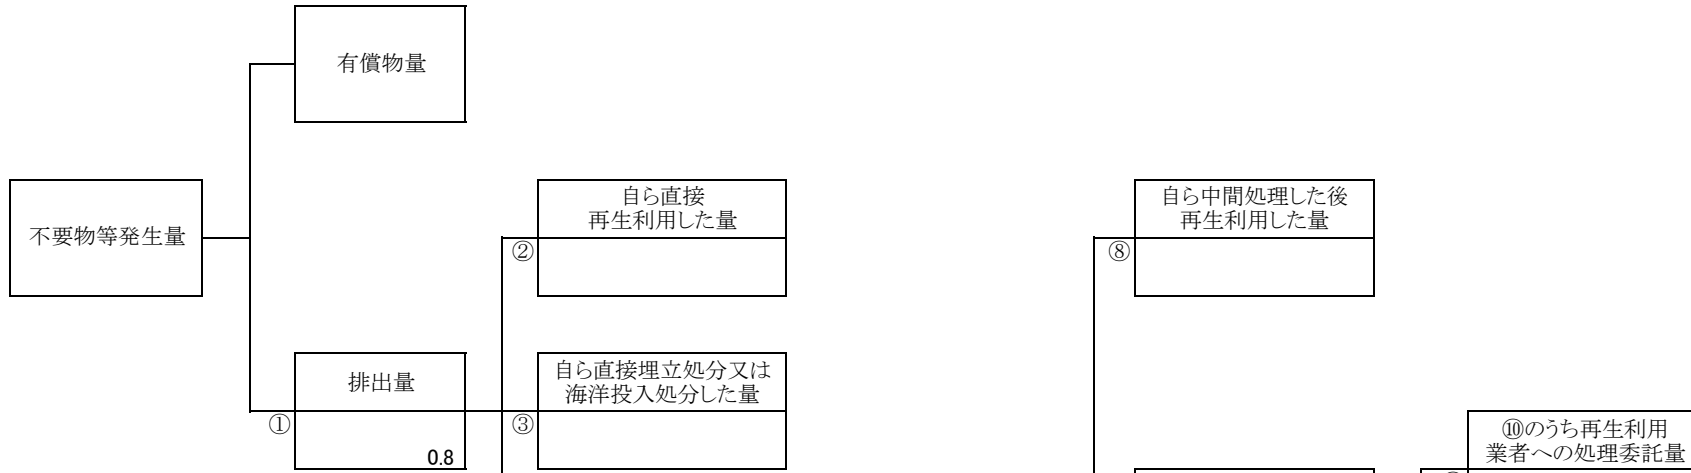 有償物量
不要物等発生量
自ら直接
再生利用した量
②
自ら中間処理した後
再生利用した量
⑧
排出量
①
0.8
自ら直接埋立処分又は
海洋投入処分した量
③
⑩のうち再生利用
業者への処理委託量